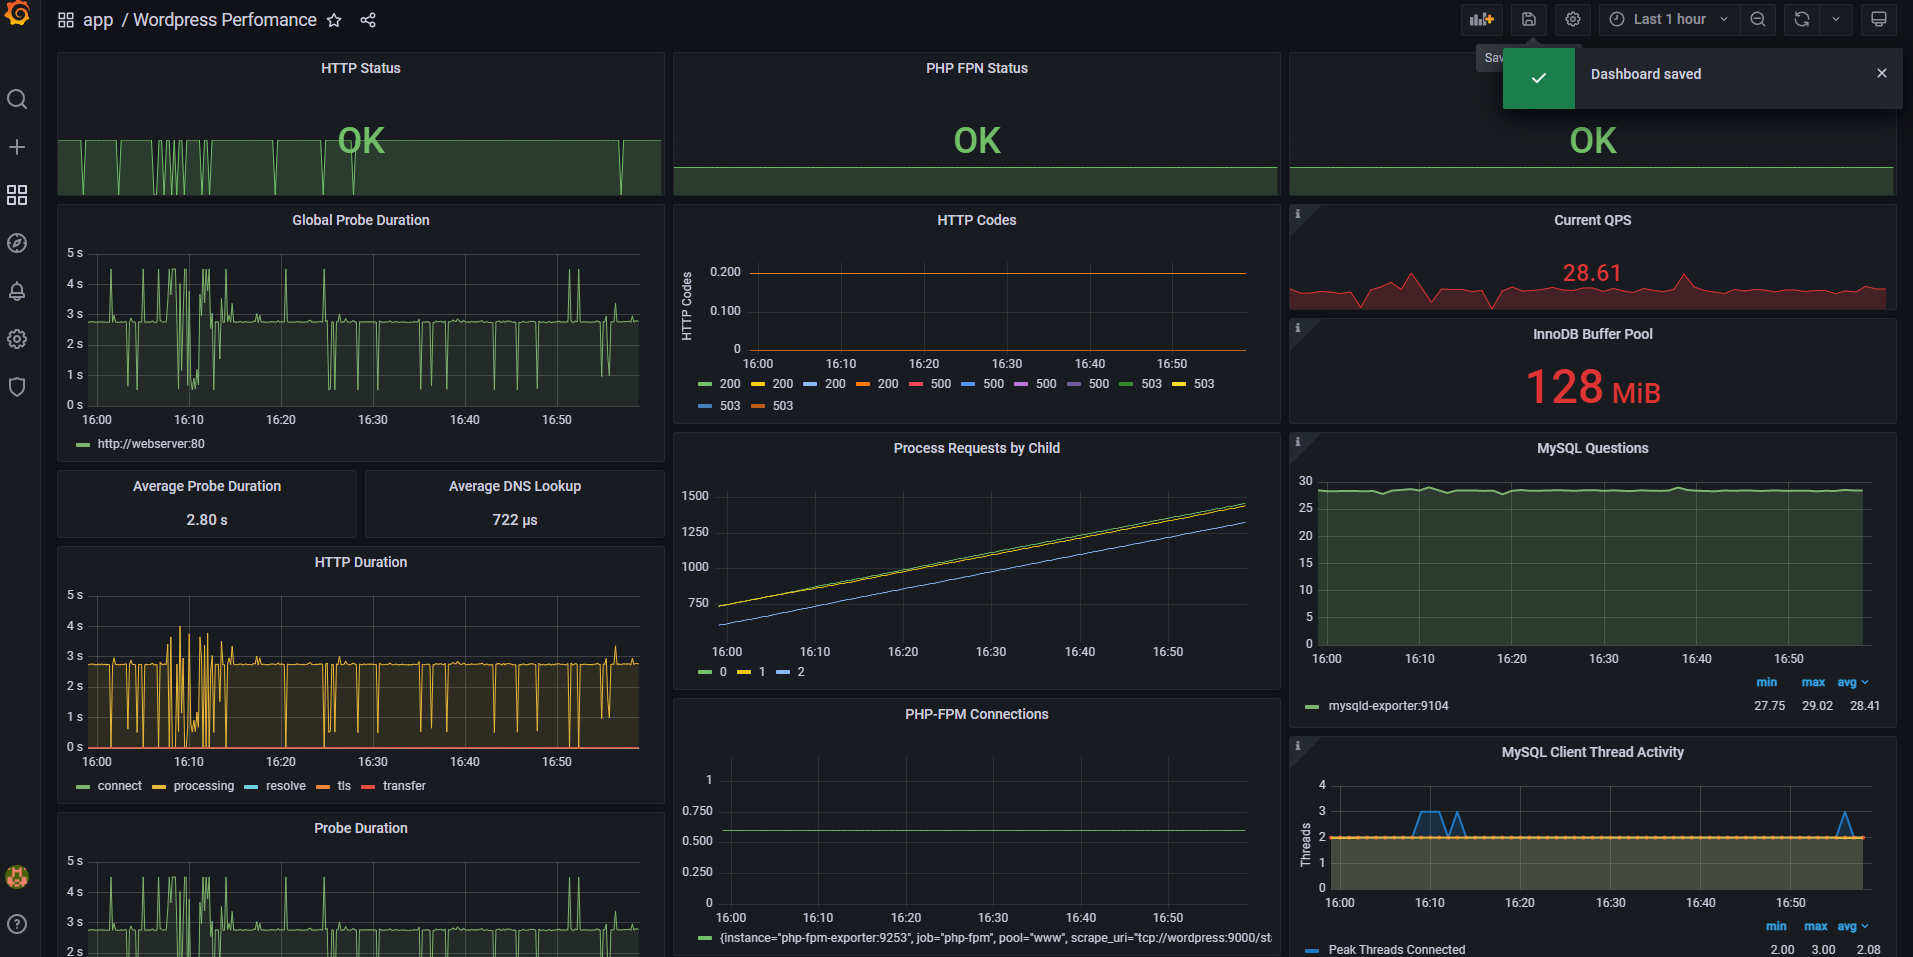 app / Wordpress Perfomance
Last 1 hour
Dashboard saved
HTTP Status
OK
PHP FPN Status
OK
OK
Global Probe Duration
5 s
4 s
3 s
2 s
1 s
0 s
16:00 16:10 16:20 16:30 16:40 16:50
http://webserver:80
Average Probe Duration
2.80 s
Average DNS Lookup
722 µs
HTTP Duration
5 s
4 s
3 s
2 s
1 s
0 s
16:00 16:10 16:20 16:30 16:40 16:50
connect processing resolve tls transfer
Probe Duration
5 s
4 s
3 s
2 s
HTTP Codes
HTTP Codes
0.200
0.100
0
16:00 16:10 16:20 16:30 16:40 16:50
200 200 200 200 500 500 500 500 503 503
503 503
Process Requests by Child
1500
1250
1000
750
16:00 16:10 16:20 16:30 16:40 16:50
0 1 2
PHP-FPM Connections
1
0.750
0.500
0.250
0
16:00 16:10 16:20 16:30 16:40 16:50
{instance="php-fpm-exporter:9253", job="php-fpm", pool="www", scrape_uri="tcp://wordpress:9000/st
Current QPS
28.61
InnoDB Buffer Pool
128 MiB
MySQL Questions
30
25
20
15
10
5
0
16:00 16:10 16:20 16:30 16:40 16:50
min max avg
mysqld-exporter:9104 27.75 29.02 28.41
MySQL Client Thread Activity
Threads
4
3
2
1
0
16:00 16:10 16:20 16:30 16:40 16:50
min max avg
Peak Threads Connected 2.00 3.00 2.08